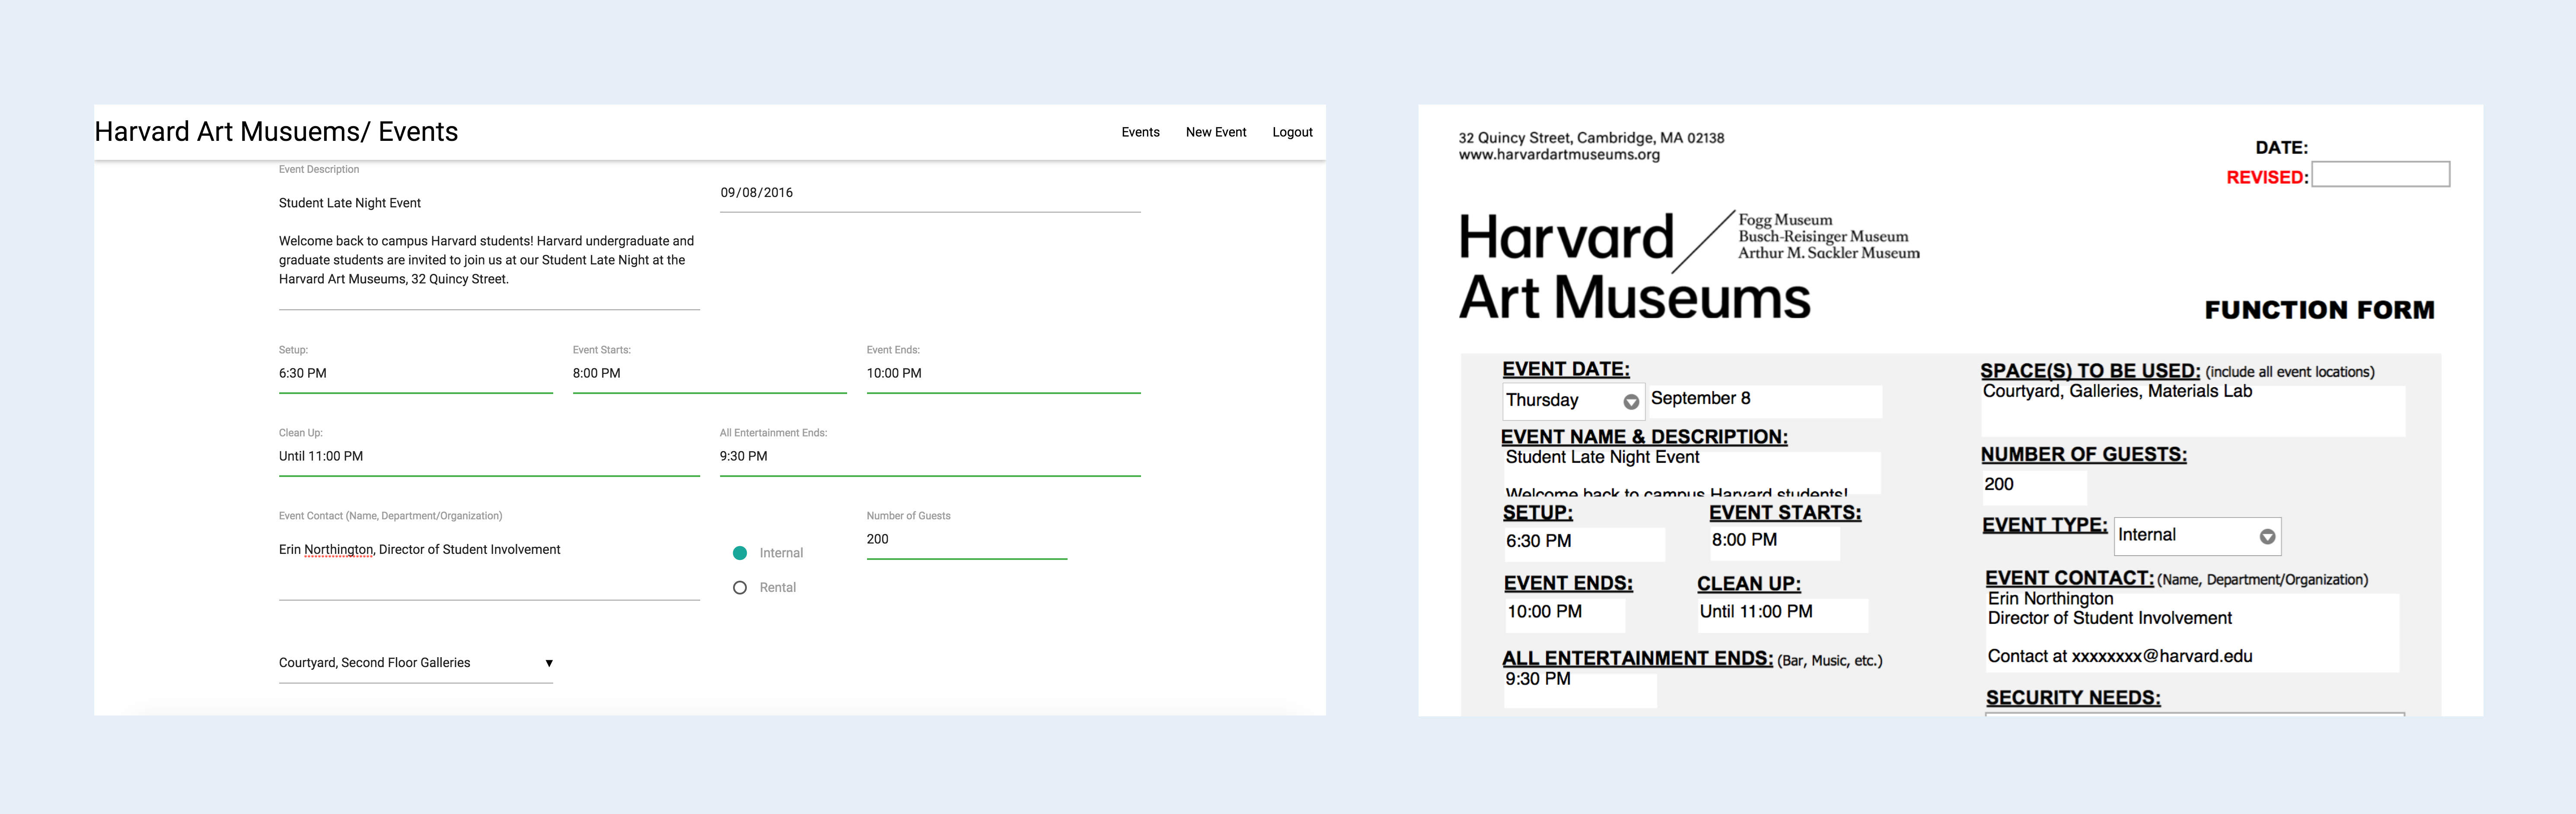 Harvard Art Musuems/ Events
Events
New Event
Logout
Event Description
Student Late Night Event
09/08/2016
Welcome back to campus Harvard students! Harvard undergraduate and
graduate students are invited to join us at our Student Late Night at the
Harvard Art Museums, 32 Quincy Street.
Setup:
Event Starts:
Event Ends:
6:30 PM
8:00 PM
10:00 PM
Clean Up:
All Entertainment Ends:
Until 11:00 PM
9:30 PM
Event Contact (Name, Department/Organization)
Number of Guests
Erin Northington, Director of Student Involvement
200
Internal
Rental
Courtyard, Second Floor Galleries
32 Quincy Street, Cambridge, MA 02138
www.harvardartmuseums.org
DATE:
REVISED:
Harvard
Art Museums
Fogg Museum
Busch-Reisinger Museum
Arthur M. Sackler Museum
FUNCTION FORM
EVENT DATE:
Thursday
September 8
EVENT NAME & DESCRIPTION:
Student Late Night Event
Welcome back to campus Harvard students!
SETUP:
EVENT STARTS:
6:30 PM
8:00 PM
EVENT ENDS:
CLEAN UP:
10:00 PM
Until 11:00 PM
ALL ENTERTAINMENT ENDS: (Bar, Music, etc.)
9:30 PM
SPACE(S) TO BE USED: (include all event locations)
Courtyard, Galleries, Materials Lab
NUMBER OF GUESTS:
200
EVENT TYPE:
Internal
EVENT CONTACT: (Name, Department/Organization)
Erin Northington
Director of Student Involvement
Contact at xxxxxxxx@harvard.edu
SECURITY NEEDS: